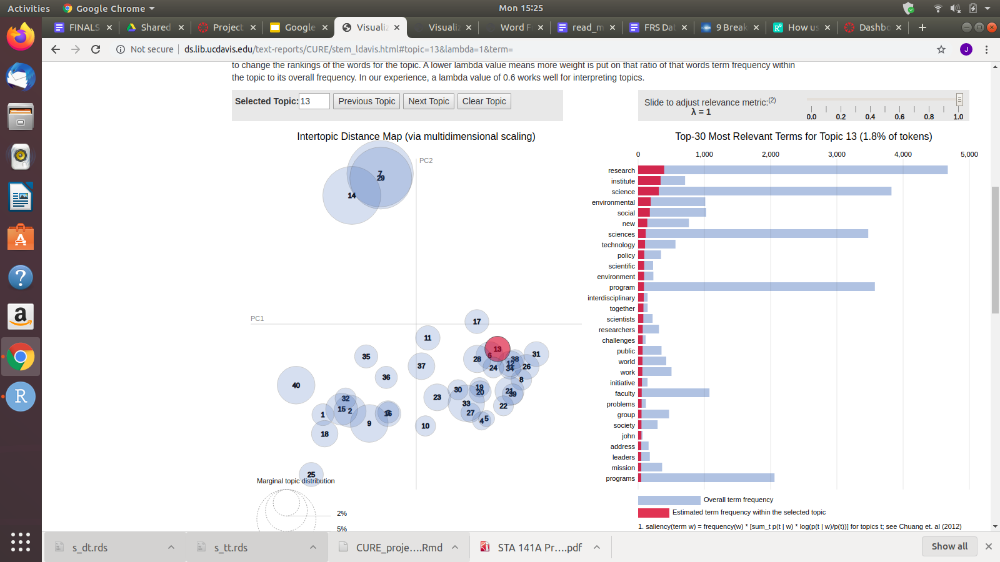 Activities
Google Chrome
Mon 15:25
FINALS
Shared
Project
Google
Visualiz
Visualiz
Word F
read_m
FRS Dat
9 Break
How us
Dashbo
Not secure
ds.lib.ucdavis.edu/text-reports/CURE/stem_ldavis.html#topic=13&lambda=1&term=
J
to change the rankings of the words for the topic. A lower lambda value means more weight is put on that ratio of that words term frequency within
the topic to its overall frequency. In our experience, a lambda value of 0.6 works well for interpreting topics.
Selected Topic: 13 Previous Topic Next Topic Clear Topic
Slide to adjust relevance metric:(2)
λ = 1
0.0 0.2 0.4 0.6 0.8 1.0
Intertopic Distance Map (via multidimensional scaling)
PC2
7
29
14
PC1
17
11
13
35
6
28
38
31
12
37
24
34
26
36
8
40
19
30
20
21
39
23
32
33
22
15
2
1
16
27
9
4
5
10
18
25
Marginal topic distribution
2%
5%
Top-30 Most Relevant Terms for Topic 13 (1.8% of tokens)
0 1,000 2,000 3,000 4,000 5,000
research
institute
science
environmental
social
new
sciences
technology
policy
scientific
environment
program
interdisciplinary
together
scientists
researchers
challenges
public
world
work
initiative
faculty
problems
group
society
john
address
leaders
mission
programs
Overall term frequency
Estimated term frequency within the selected topic
1. saliency(term w) = frequency(w) * [sum_t p(t | w) * log(p(t | w)/p(t))] for topics t; see Chuang et. al (2012)
s_dt.rds
s_tt.rds
CURE_proje....Rmd
STA 141A Pr....pdf
Show all